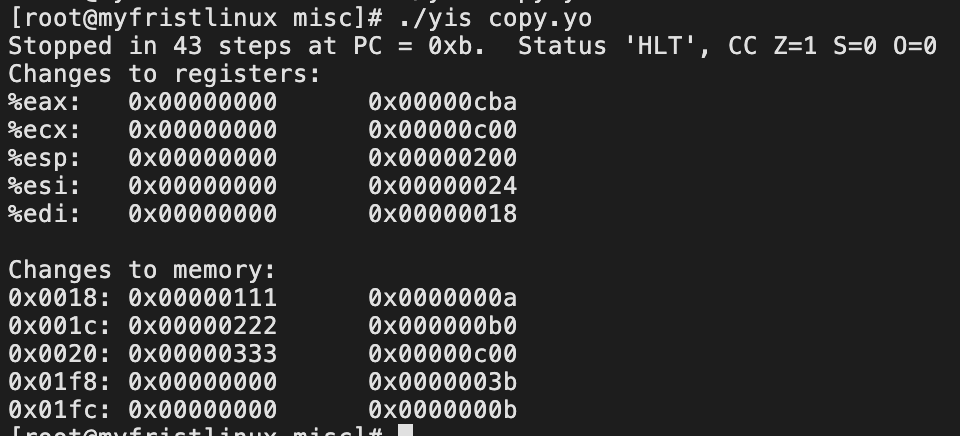 [root@myfristlinux misc]# ./yis copy.yo
Stopped in 43 steps at PC = 0xb.  Status 'HLT', CC Z=1 S=0 O=0
Changes to registers:
%eax:   0x00000000      0x00000cba
%ecx:   0x00000000      0x00000c00
%esp:   0x00000000      0x00000200
%esi:   0x00000000      0x00000024
%edi:   0x00000000      0x00000018

Changes to memory:
0x0018: 0x00000111      0x0000000a
0x001c: 0x00000222      0x000000b0
0x0020: 0x00000333      0x00000c00
0x01f8: 0x00000000      0x0000003b
0x01fc: 0x00000000      0x0000000b
[root@myfristlinux misc]#